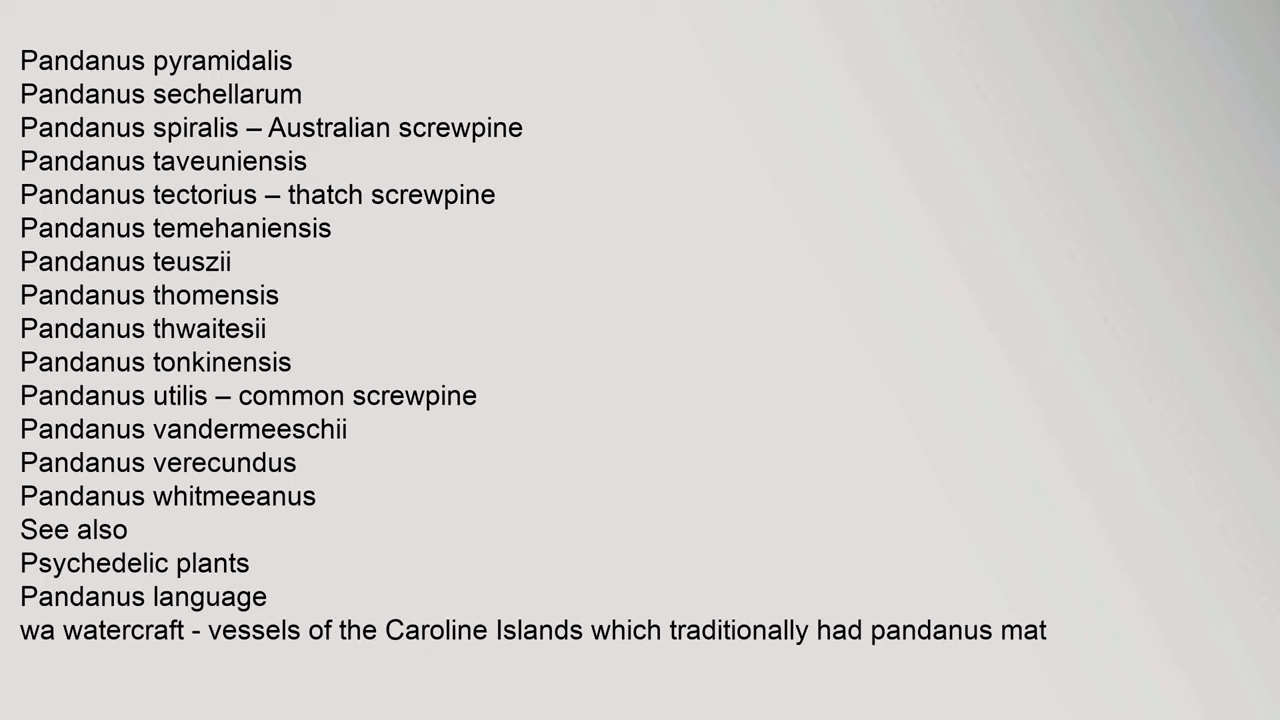 Pandanus pyramidalis
Pandanus sechellarum
Pandanus spiralis – Australian screwpine
Pandanus taveuniensis
Pandanus tectorius – thatch screwpine
Pandanus temehaniensis
Pandanus teuszii
Pandanus thomensis
Pandanus thwaitesii
Pandanus tonkinensis
Pandanus utilis – common screwpine
Pandanus vandermeeschii
Pandanus verecundus
Pandanus whitmeeanus
See also
Psychedelic plants
Pandanus language
wa watercraft - vessels of the Caroline Islands which traditionally had pandanus mat